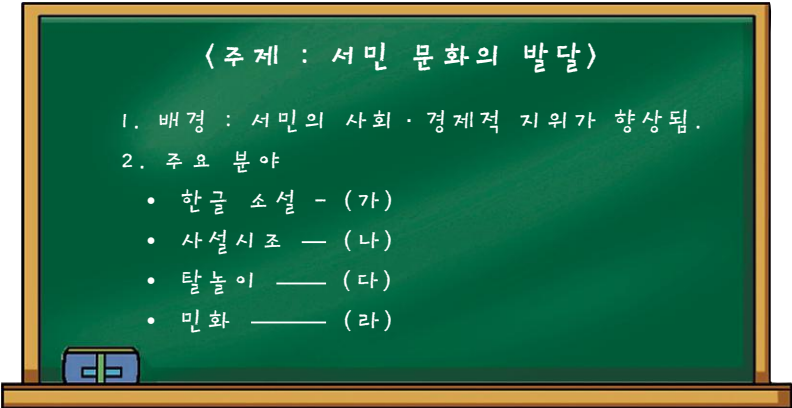 〈주제 : 서민 문화의 발달〉
1. 배경 : 서민의 사회 · 경제적 지위가 향상됨.
2. 주요 분야
• 한글 소설 - (가)
• 사설시조 — (나)
• 탈놀이 —— (다)
• 민화 ——— (라)